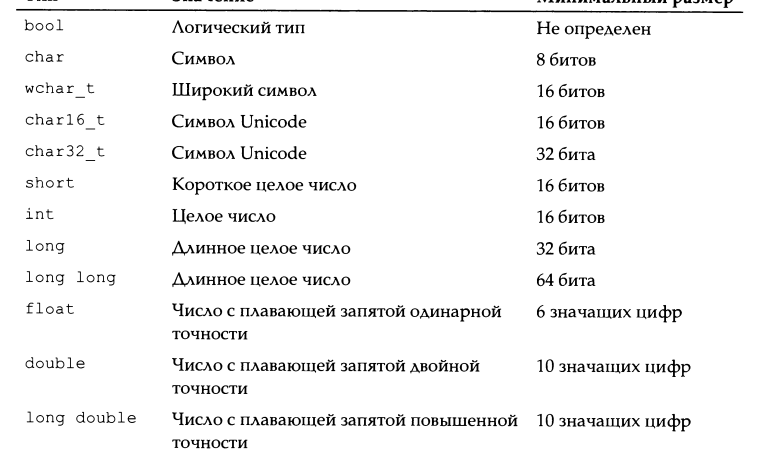 bool Логический тип Не определен
char Символ 8 битов
wchar_t Широкий символ 16 битов
char16_t Символ Unicode 16 битов
char32_t Символ Unicode 32 бита
short Короткое целое число 16 битов
int Целое число 16 битов
long Длинное целое число 32 бита
long long Длинное целое число 64 бита
float Число с плавающей запятой одинарной 6 значащих цифр
точности
double Число с плавающей запятой двойной 10 значащих цифр
точности
long double Число с плавающей запятой повышенной 10 значащих цифр
точности